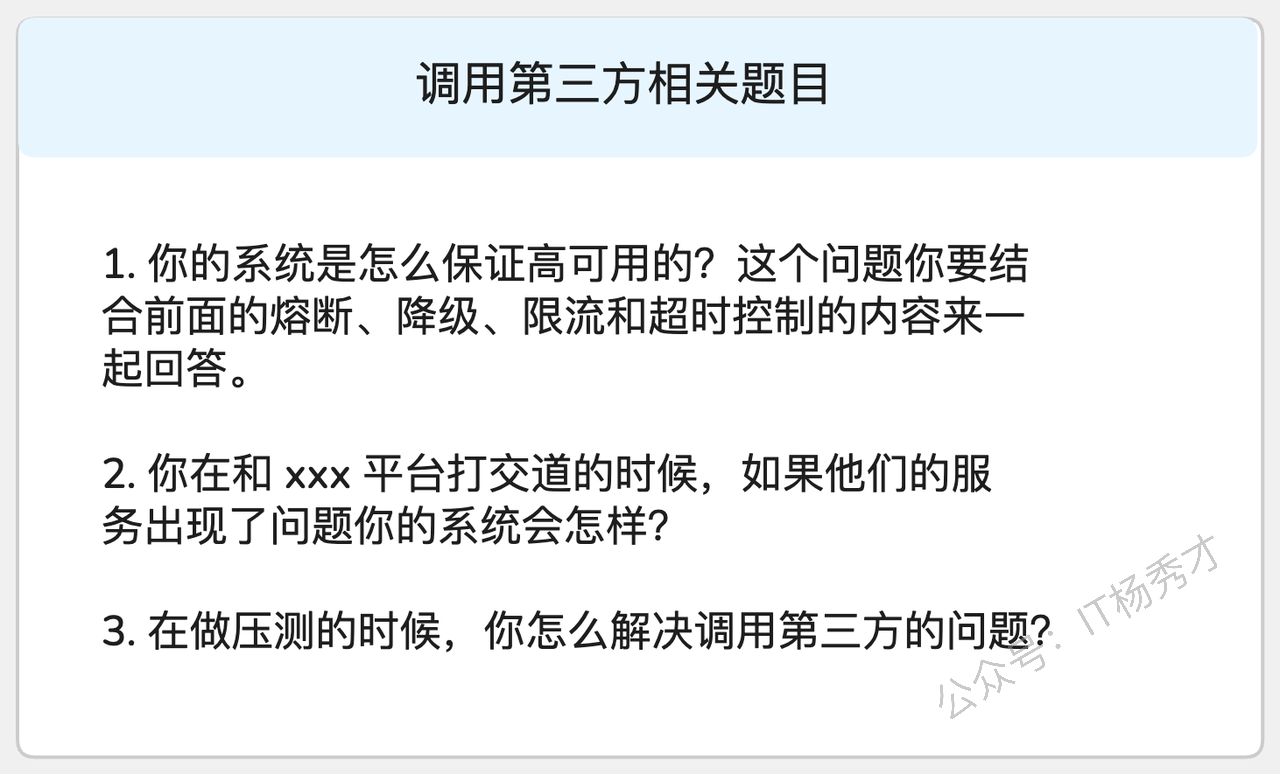 调用第三方相关题目
1. 你的系统是怎么保证高可用的？这个问题你要结
合前面的熔断、降级、限流和超时控制的内容来一
起回答。
2. 你在和 xxx 平台打交道的时候，如果他们的服
务出现了问题你的系统会怎样？
3. 在做压测的时候，你怎么解决调用第三方的问题？
公众号：IT杨秀才